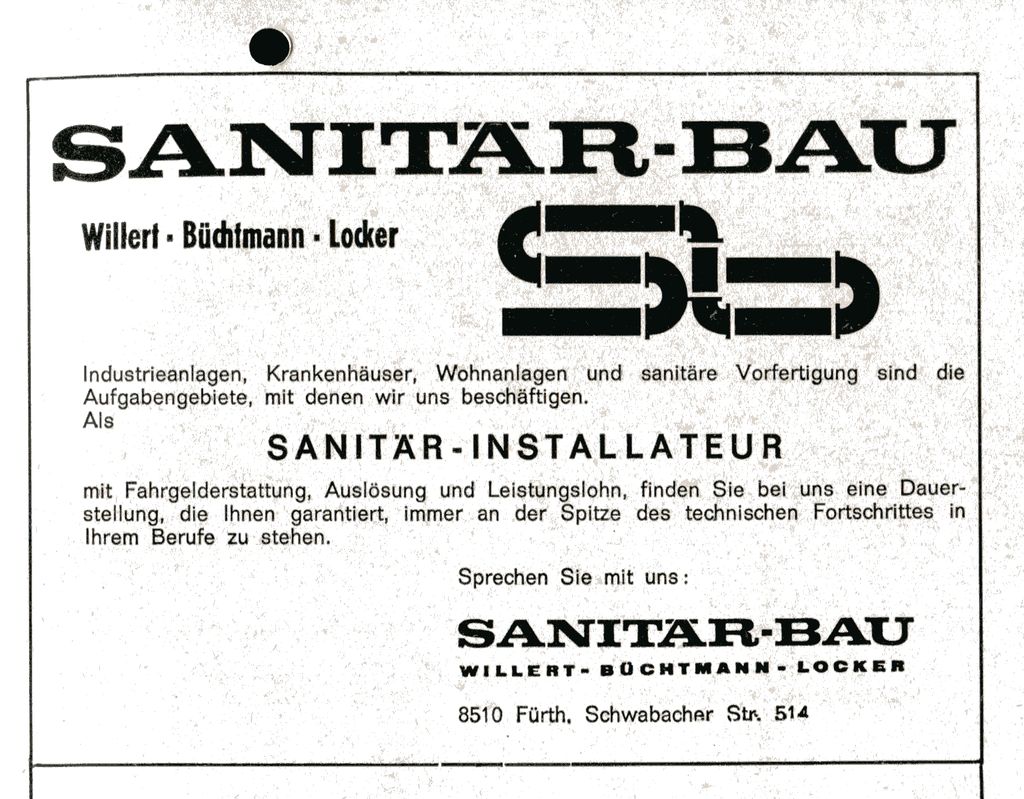 SANITÄR-BAU
Willert · Büchtmann · Locker
Sb
Industrieanlagen, Krankenhäuser, Wohnanlagen und sanitäre Vorfertigung sind die
Aufgabengebiete, mit denen wir uns beschäftigen.
Als
SANITÄR-INSTALLATEUR
mit Fahrgelderstattung, Auslösung und Leistungslohn, finden Sie bei uns eine Dauer-
stellung, die Ihnen garantiert, immer an der Spitze des technischen Fortschrittes in
Ihrem Berufe zu stehen.
Sprechen Sie mit uns:
SANITÄR-BAU
WILLERT-BÜCHTMANN-LOCKER
8510 Fürth, Schwabacher Str. 514